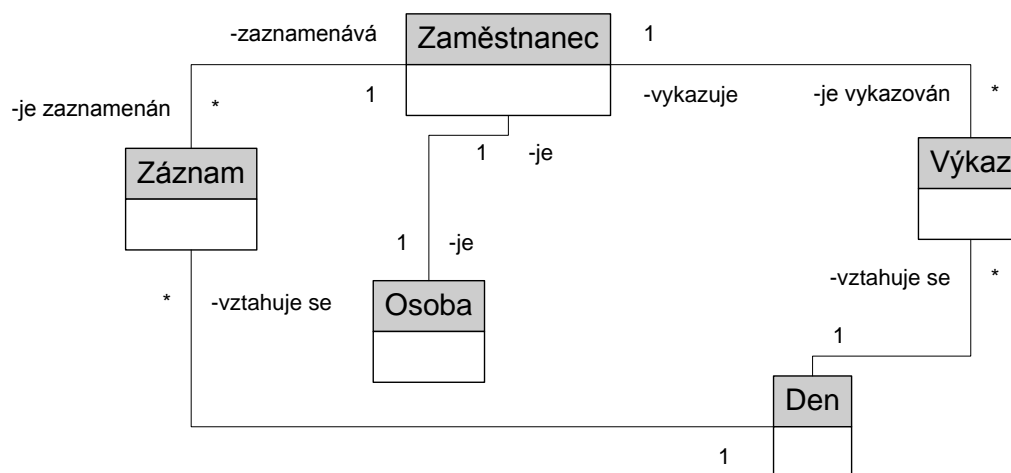 -zaznamenává
Zaměstnanec
1
-je zaznamenán
*
1
-vykazuje
-je vykazován
*
1
-je
Záznam
Výkaz
1
-je
*
-vztahuje se
Osoba
-vztahuje se
*
1
Den
1